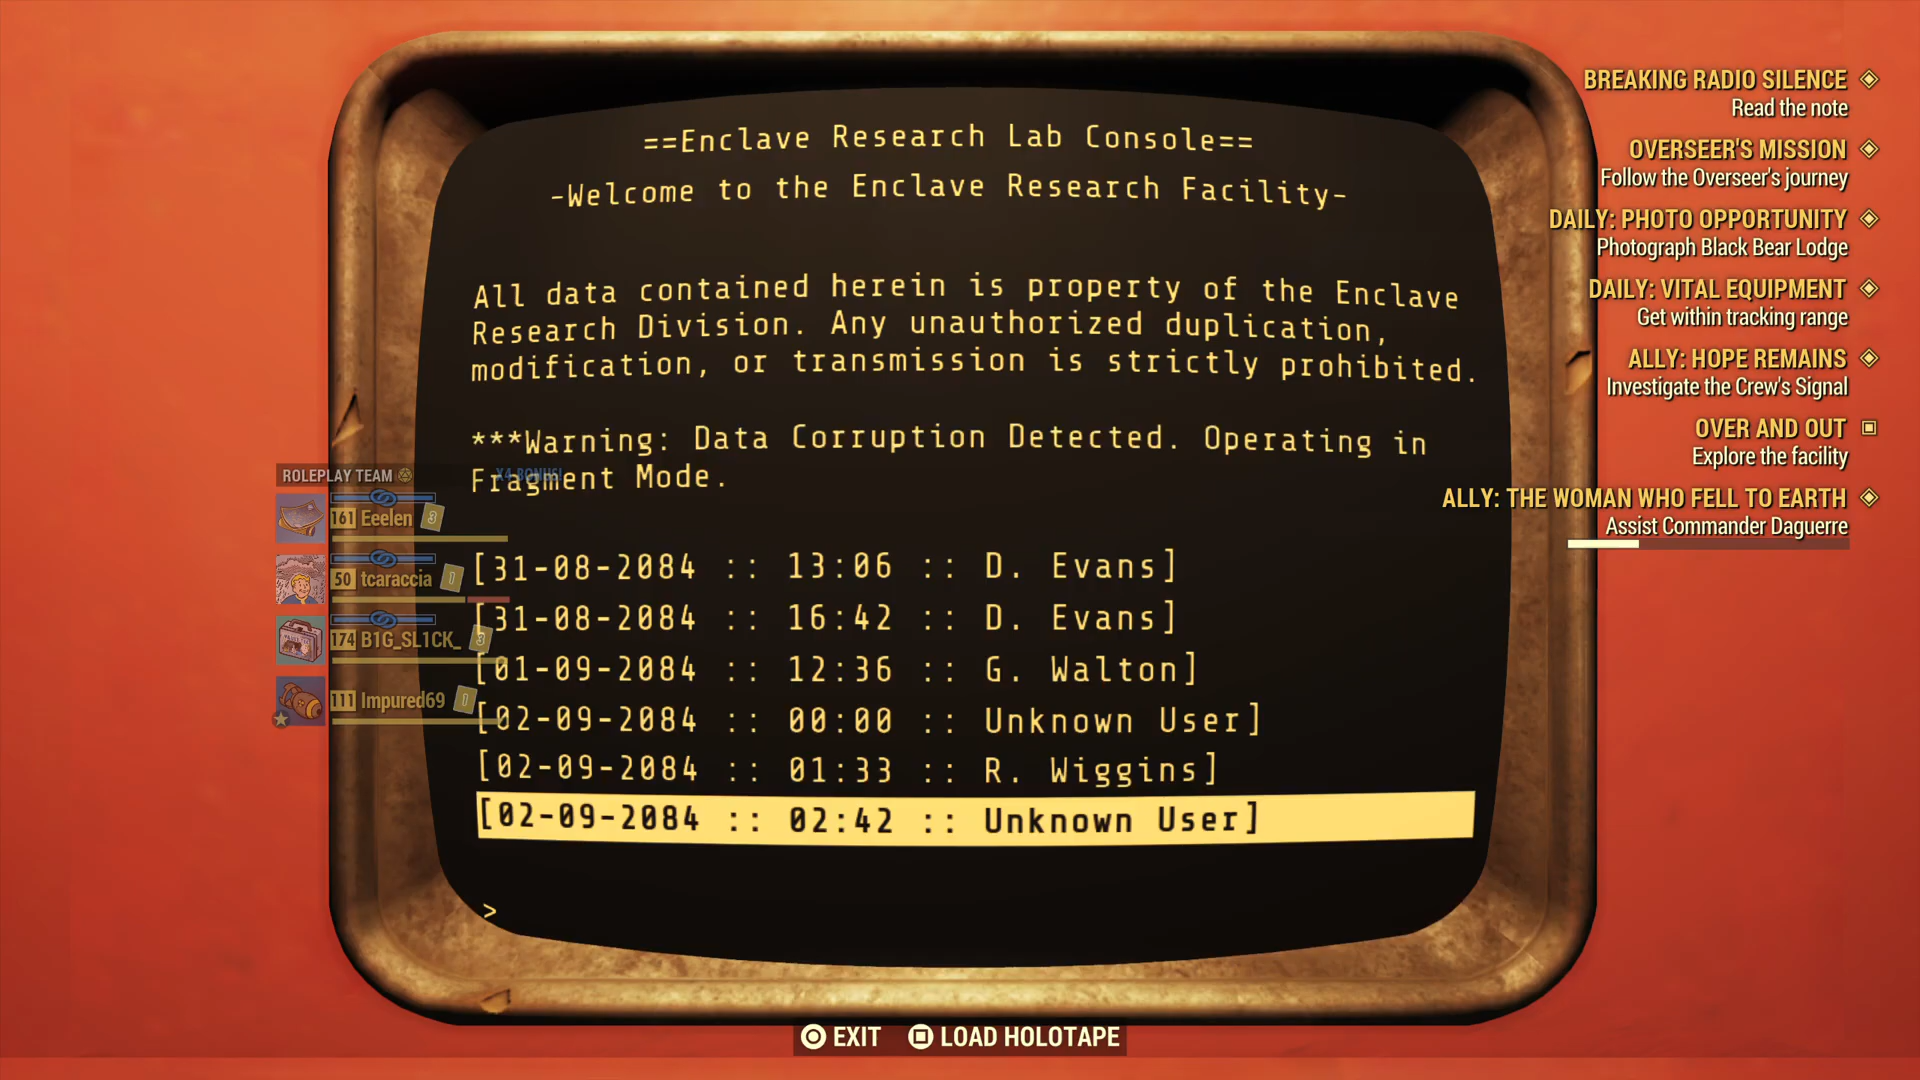 ==Enclave Research Lab Console==
-Welcome to the Enclave Research Facility-
All data contained herein is property of the Enclave
Research Division. Any unauthorized duplication,
modification, or transmission is strictly prohibited.
***Warning: Data Corruption Detected. Operating in
Fragment Mode.
[31-08-2084 :: 13:06 :: D. Evans]
[31-08-2084 :: 16:42 :: D. Evans]
[01-09-2084 :: 12:36 :: G. Walton]
[02-09-2084 :: 00:00 :: Unknown User]
[02-09-2084 :: 01:33 :: R. Wiggins]
[02-09-2084 :: 02:42 :: Unknown User]
>
ROLEPLAY TEAM
X4 BONUS!
161 Eeelen 3
50 tcaraccia 0
174 B1G_SL1CK_ 3
111 Impured69 0
BREAKING RADIO SILENCE
Read the note
OVERSEER'S MISSION
Follow the Overseer's journey
DAILY: PHOTO OPPORTUNITY
Photograph Black Bear Lodge
DAILY: VITAL EQUIPMENT
Get within tracking range
ALLY: HOPE REMAINS
Investigate the Crew's Signal
OVER AND OUT
Explore the facility
ALLY: THE WOMAN WHO FELL TO EARTH
Assist Commander Daguerre
EXIT LOAD HOLOTAPE